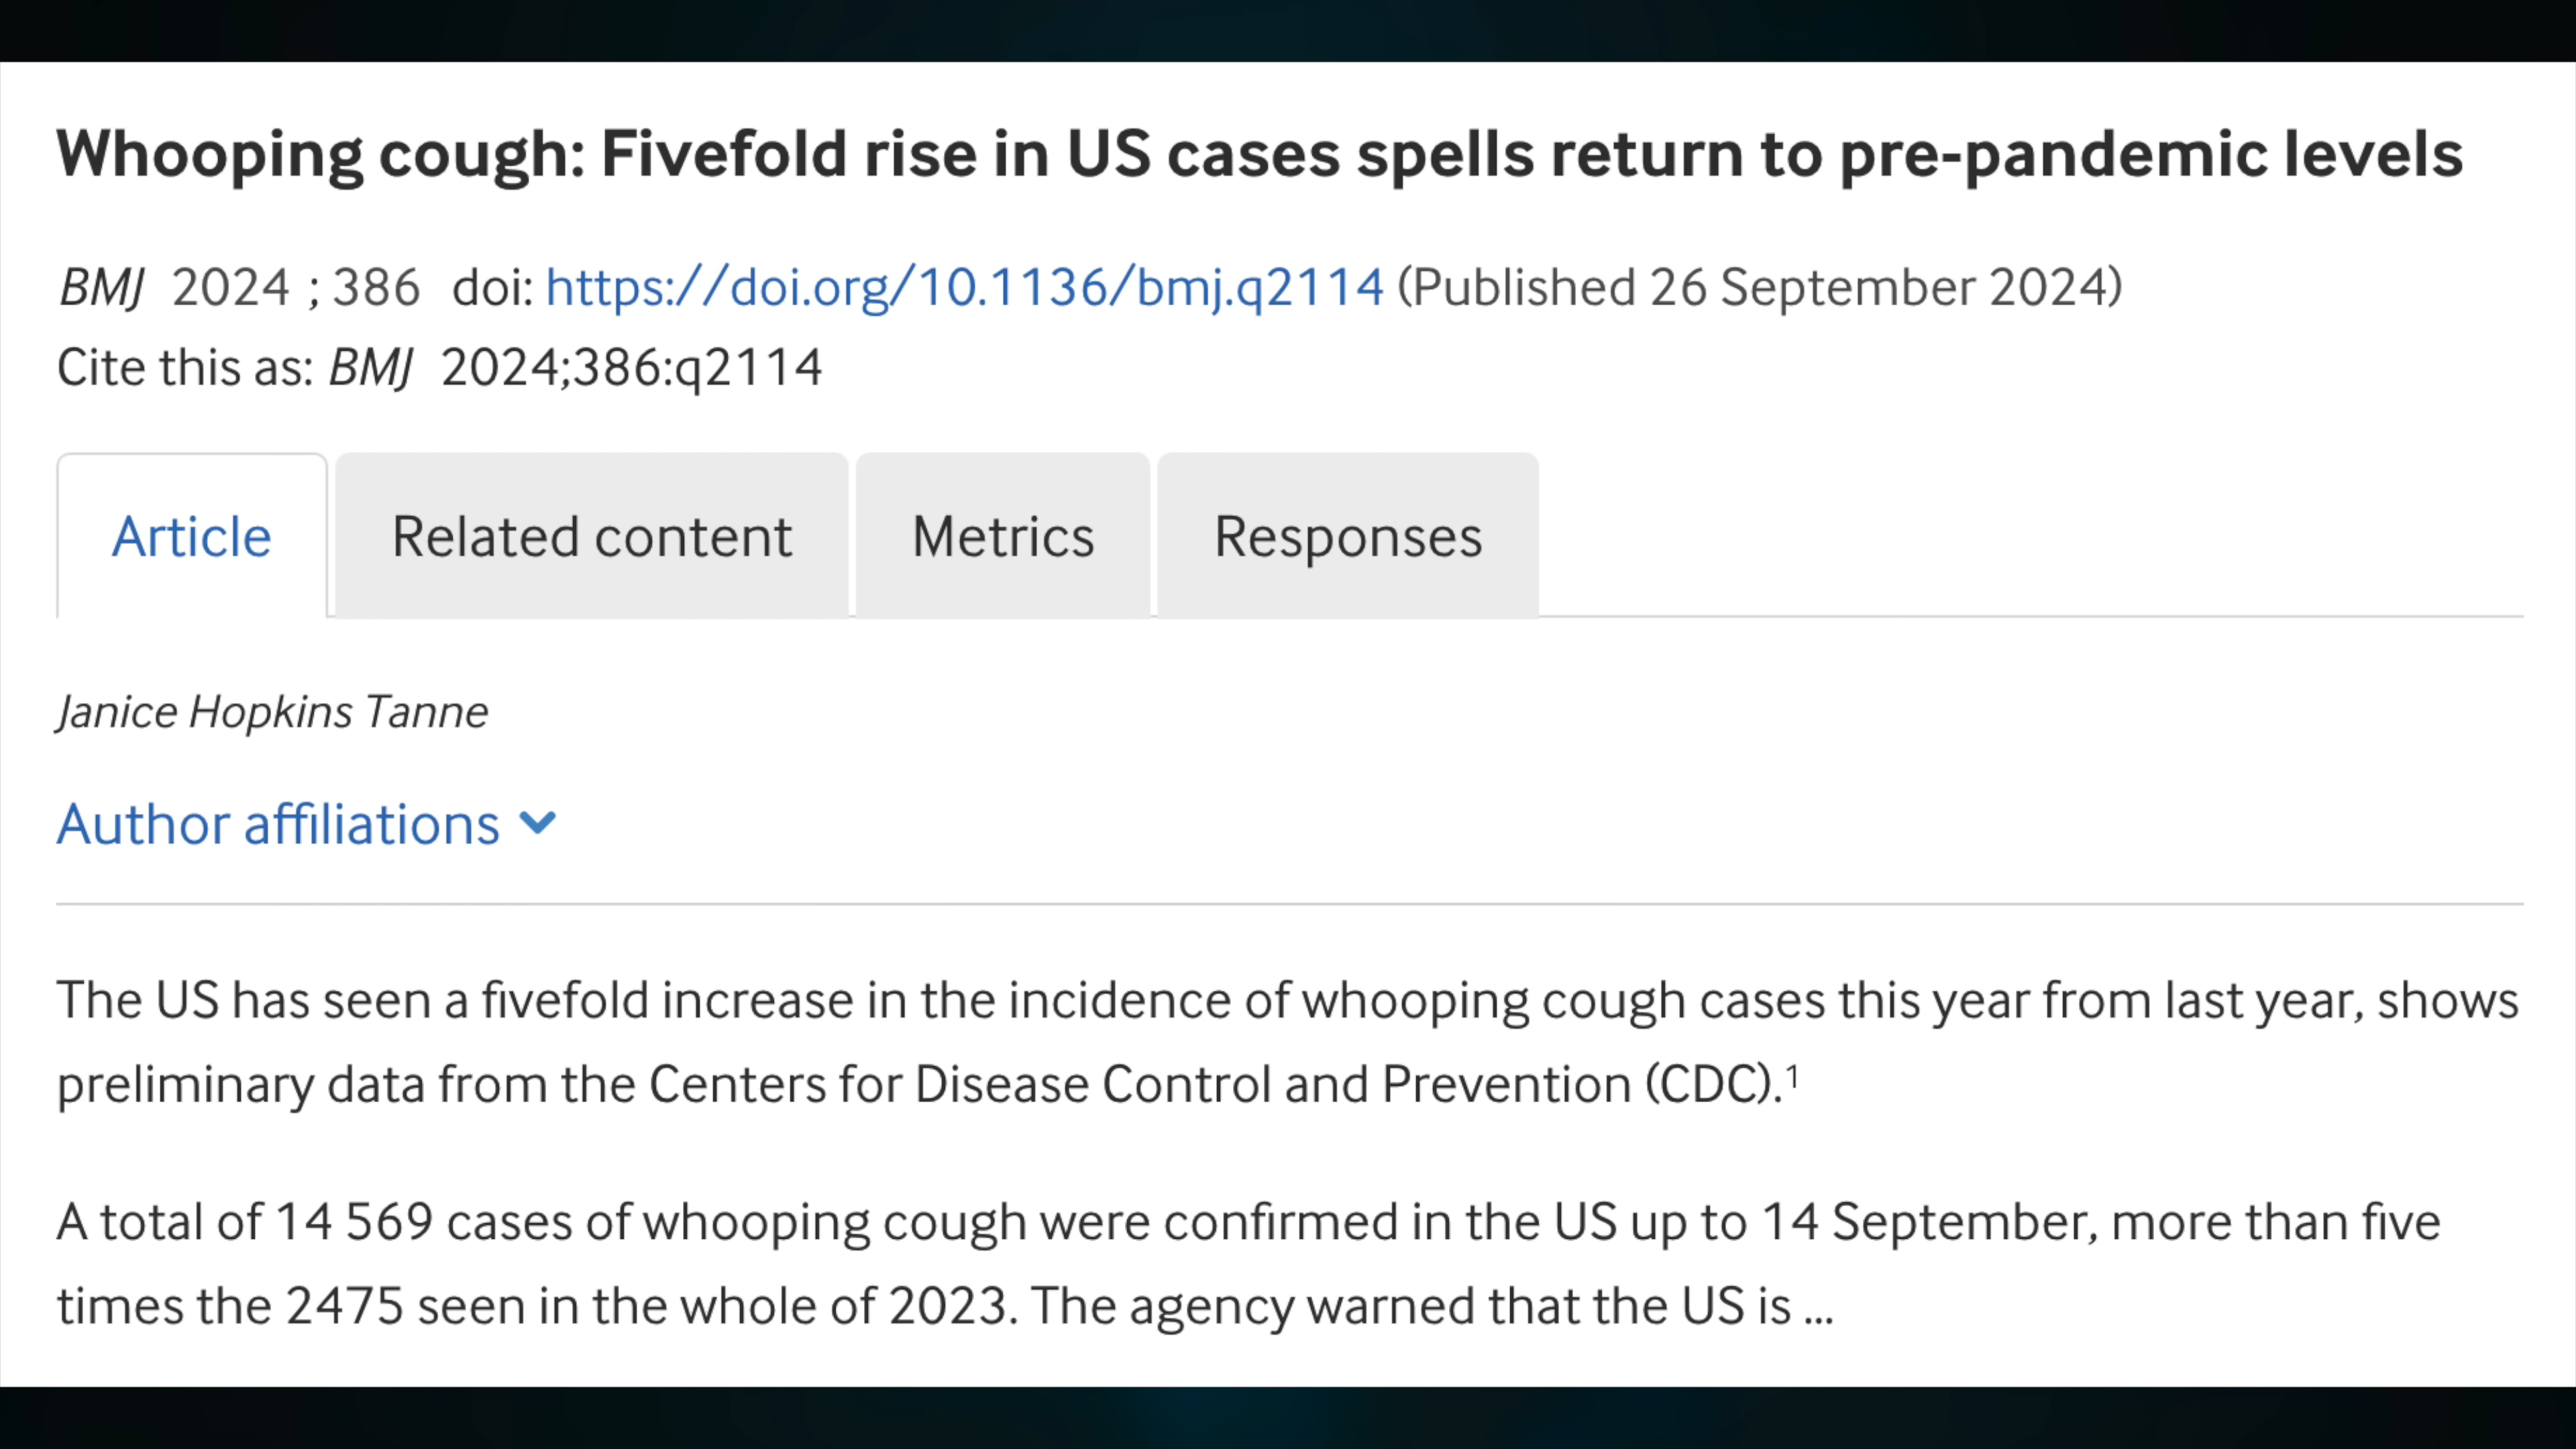 Whooping cough: Fivefold rise in US cases spells return to pre-pandemic levels
BMJ 2024 ; 386 doi: https://doi.org/10.1136/bmj.q2114 (Published 26 September 2024)
Cite this as: BMJ 2024;386:q2114
Article Related content Metrics Responses
Janice Hopkins Tanne
Author affiliations
The US has seen a fivefold increase in the incidence of whooping cough cases this year from last year, shows
preliminary data from the Centers for Disease Control and Prevention (CDC).¹
A total of 14 569 cases of whooping cough were confirmed in the US up to 14 September, more than five
times the 2475 seen in the whole of 2023. The agency warned that the US is ...